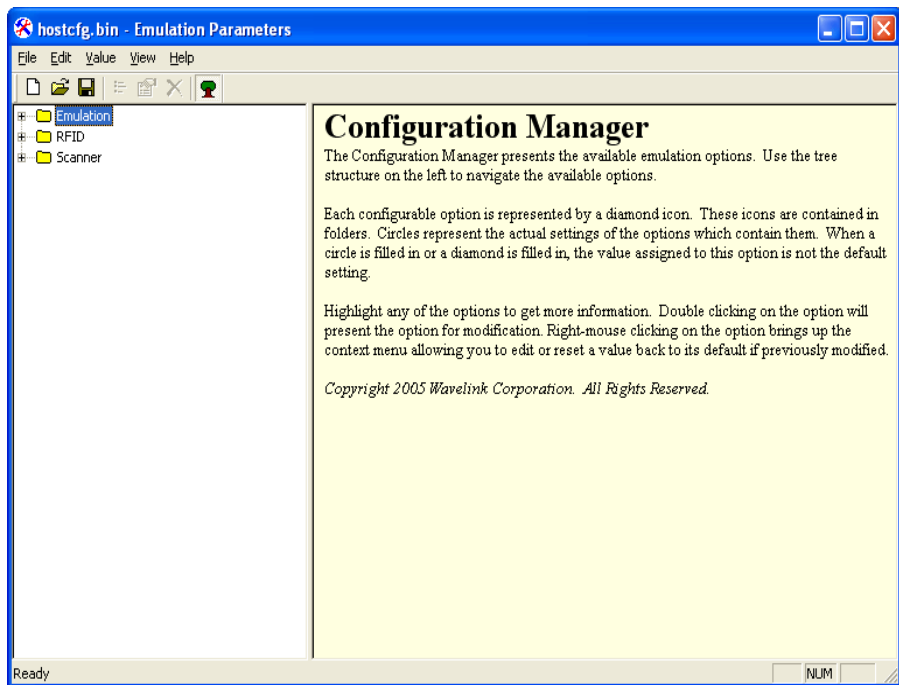 hostcfg.bin - Emulation Parameters
File Edit Value View Help
Emulation
RFID
Scanner
Configuration Manager
The Configuration Manager presents the available emulation options. Use the tree
structure on the left to navigate the available options.
Each configurable option is represented by a diamond icon. These icons are contained in
folders. Circles represent the actual settings of the options which contain them. When a
circle is filled in or a diamond is filled in, the value assigned to this option is not the default
setting.
Highlight any of the options to get more information. Double clicking on the option will
present the option for modification. Right-mouse clicking on the option brings up the
context menu allowing you to edit or reset a value back to its default if previously modified.
Copyright 2005 Wavelink Corporation. All Rights Reserved.
Ready
NUM